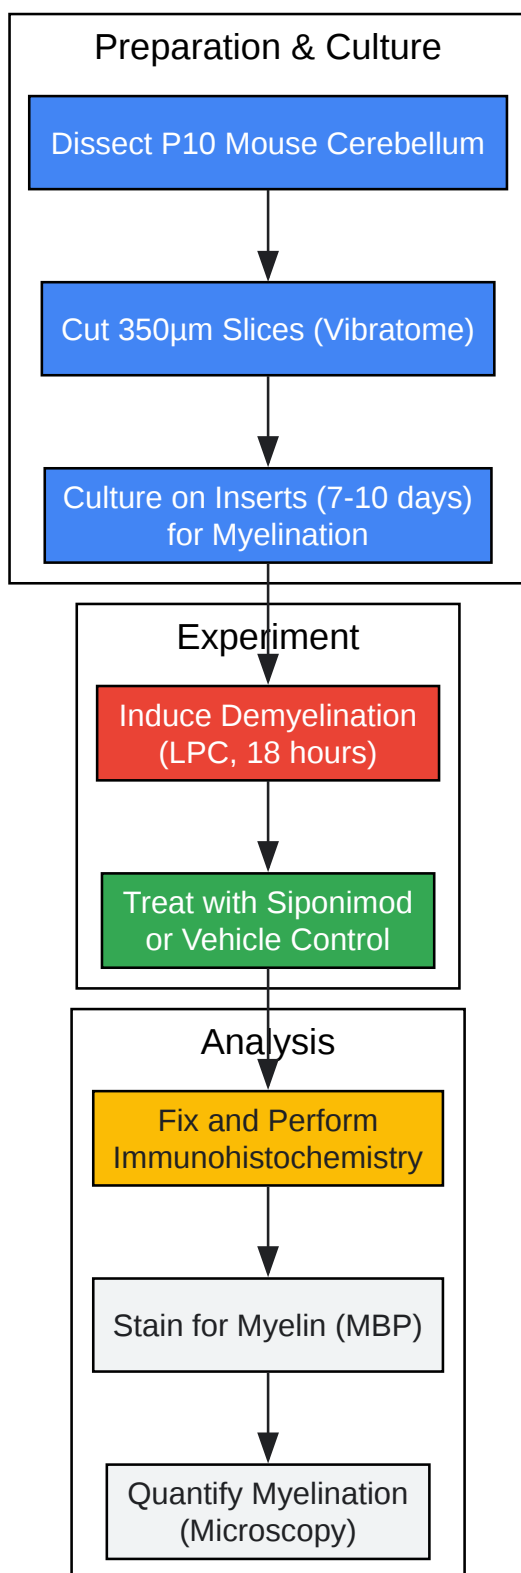 Preparation & Culture
Dissect P10 Mouse Cerebellum
Cut 350µm Slices (Vibratome)
Culture on Inserts (7-10 days)
for Myelination
Experiment
Induce Demyelination
(LPC, 18 hours)
Treat with Siponimod
or Vehicle Control
Analysis
Fix and Perform
Immunohistochemistry
Stain for Myelin (MBP)
Quantify Myelination
(Microscopy)